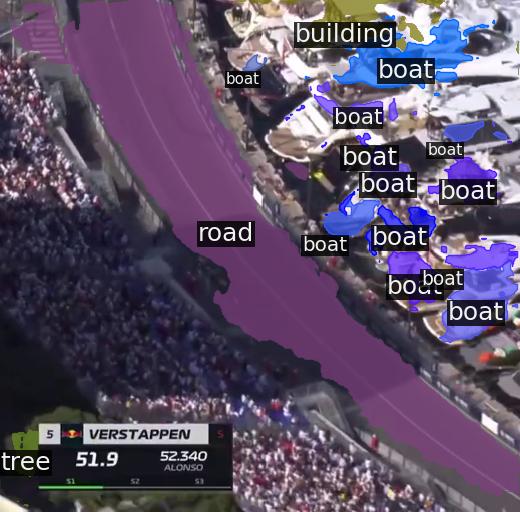 building
boat
boat
boat
boat
boat
boat
boat
road
boat
boat
boat
boat
boat
tree
5 VERSTAPPEN 5
51.9 52.340
ALONSO
S1 S2 S3